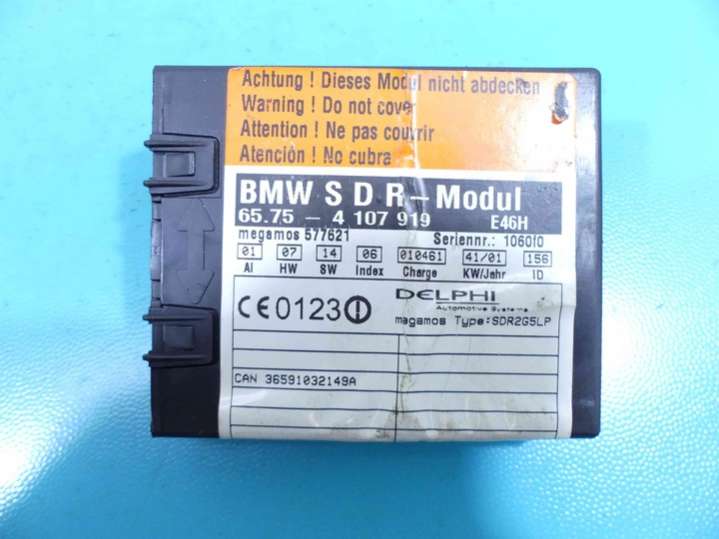 Achtung ! Dieses Modul nicht abdecken
Warning ! Do not cover
Attention ! Ne pas couvrir
Atención ! No cubra
BMW S D R-Modul
65.75 - 4 107 919 E46H
megamos 577621 Seriennr.: 1060f0
01 07 14 06 010461 41/01 156
AI HW SW Index Charge KW/Jahr ID
CE0123 DELPHI
Automotive Systems
magamos Type:SDR2G5LP
CAN 36591032149A